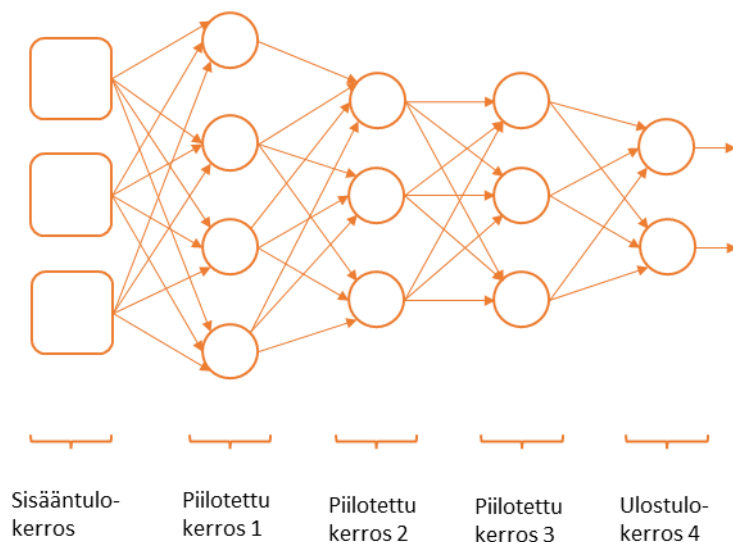 Sisääntulo-
kerros
Piilotettu
kerros 1
Piilotettu
kerros 2
Piilotettu
kerros 3
Ulostulo-
kerros 4